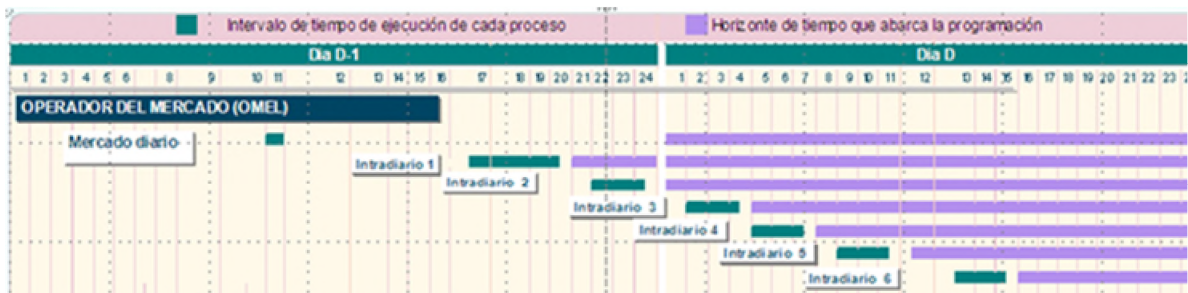 Intervalo de tiempo de ejecución de cada proceso Horizonte de tiempo que abarca la programación
Dia D-1 Dia D
1 2 3 4 5 6 8 9 10 11 12 13 14 15 16 17 18 19 20 21 22 23 24 1 2 3 4 5 6 7 8 9 10 11 12 13 14 15 16 17 18 19 20 21 22 23
OPERADOR DEL MERCADO (OMEL)
Mercado diario
Intradiario 1
Intradiario 2
Intradiario 3
Intradiario 4
Intradiario 5
Intradiario 6